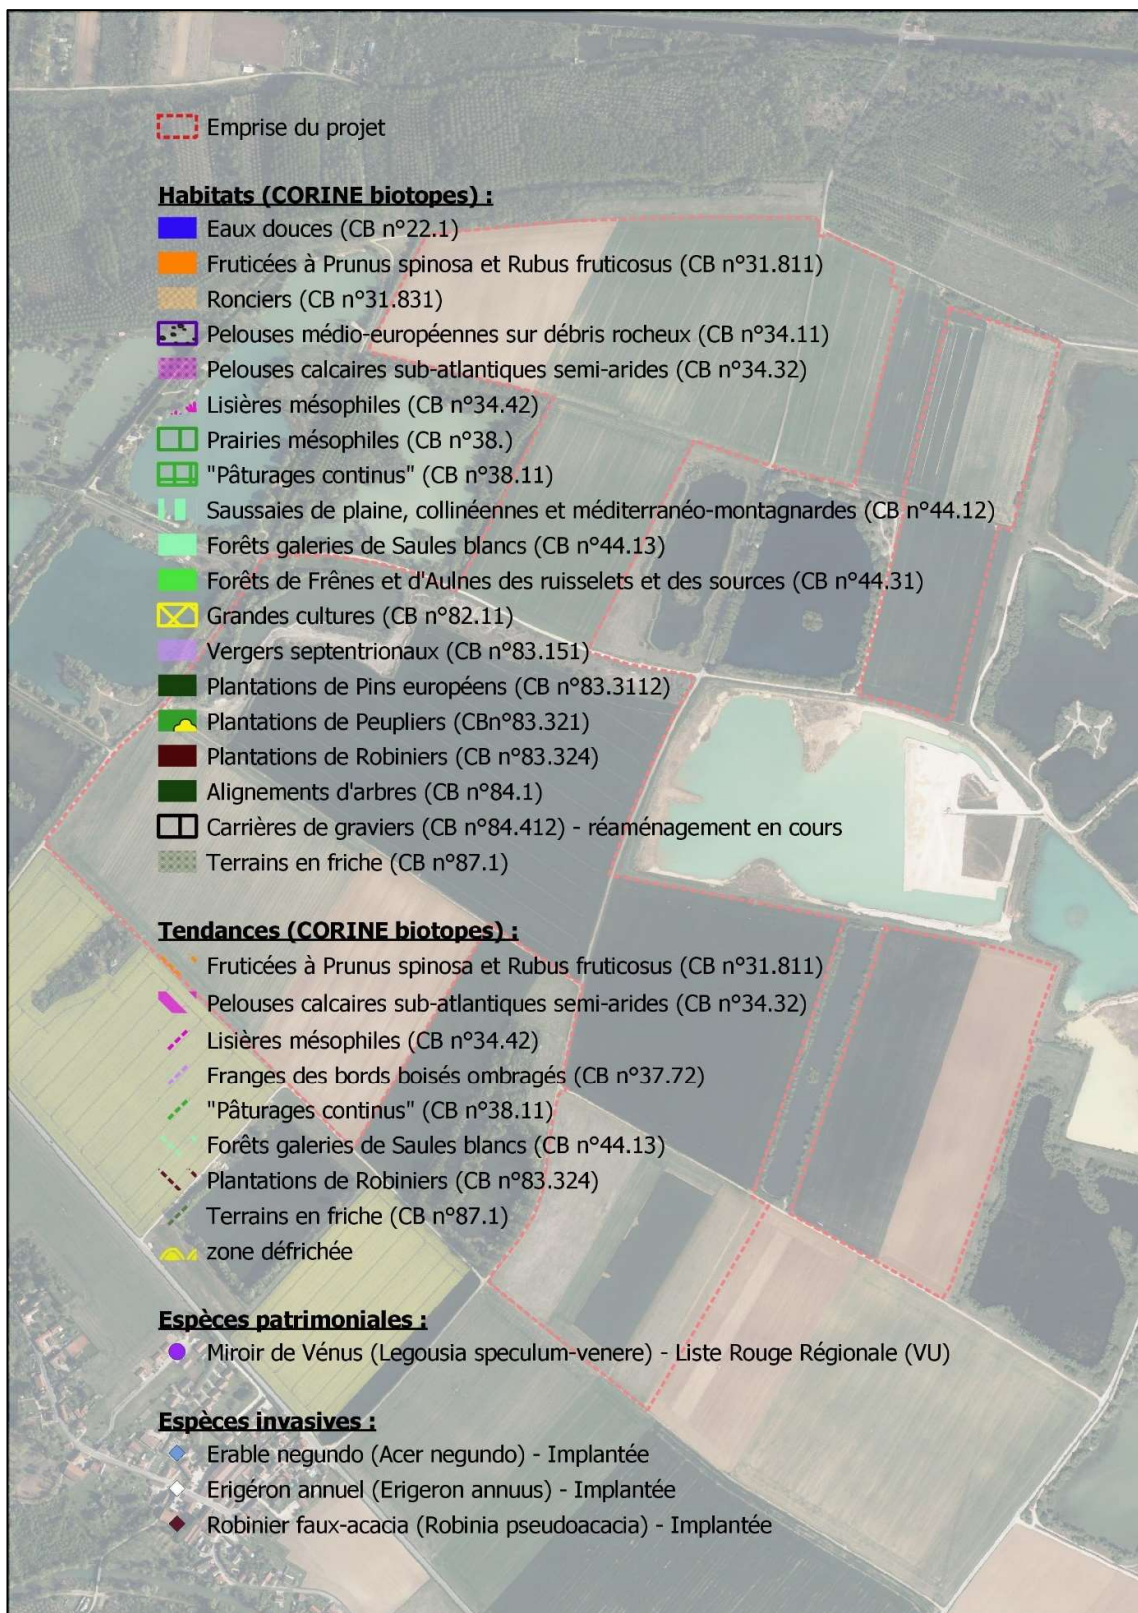 Emprise du projet
Habitats (CORINE biotopes) :
Eaux douces (CB n°22.1)
Fruticées à Prunus spinosa et Rubus fruticosus (CB n°31.811)
Ronciers (CB n°31.831)
Pelouses médio-européennes sur débris rocheux (CB n°34.11)
Pelouses calcaires sub-atlantiques semi-arides (CB n°34.32)
Lisières mésophiles (CB n°34.42)
Prairies mésophiles (CB n°38.)
"Pâturages continus" (CB n°38.11)
Saussaies de plaine, collinéennes et méditerranéo-montagnardes (CB n°44.12)
Forêts galeries de Saules blancs (CB n°44.13)
Forêts de Frênes et d'Aulnes des ruisselets et des sources (CB n°44.31)
Grandes cultures (CB n°82.11)
Vergers septentrionaux (CB n°83.151)
Plantations de Pins européens (CB n°83.3112)
Plantations de Peupliers (CBn°83.321)
Plantations de Robiniers (CB n°83.324)
Alignements d'arbres (CB n°84.1)
Carrières de graviers (CB n°84.412) - réaménagement en cours
Terrains en friche (CB n°87.1)
Tendances (CORINE biotopes) :
Fruticées à Prunus spinosa et Rubus fruticosus (CB n°31.811)
Pelouses calcaires sub-atlantiques semi-arides (CB n°34.32)
Lisières mésophiles (CB n°34.42)
Franges des bords boisés ombragés (CB n°37.72)
"Pâturages continus" (CB n°38.11)
Forêts galeries de Saules blancs (CB n°44.13)
Plantations de Robiniers (CB n°83.324)
Terrains en friche (CB n°87.1)
zone défrichée
Espèces patrimoniales :
Miroir de Vénus (Legousia speculum-venere) - Liste Rouge Régionale (VU)
Espèces invasives :
Erable negundo (Acer negundo) - Implantée
Erigéron annuel (Erigeron annuus) - Implantée
Robinier faux-acacia (Robinia pseudoacacia) - Implantée